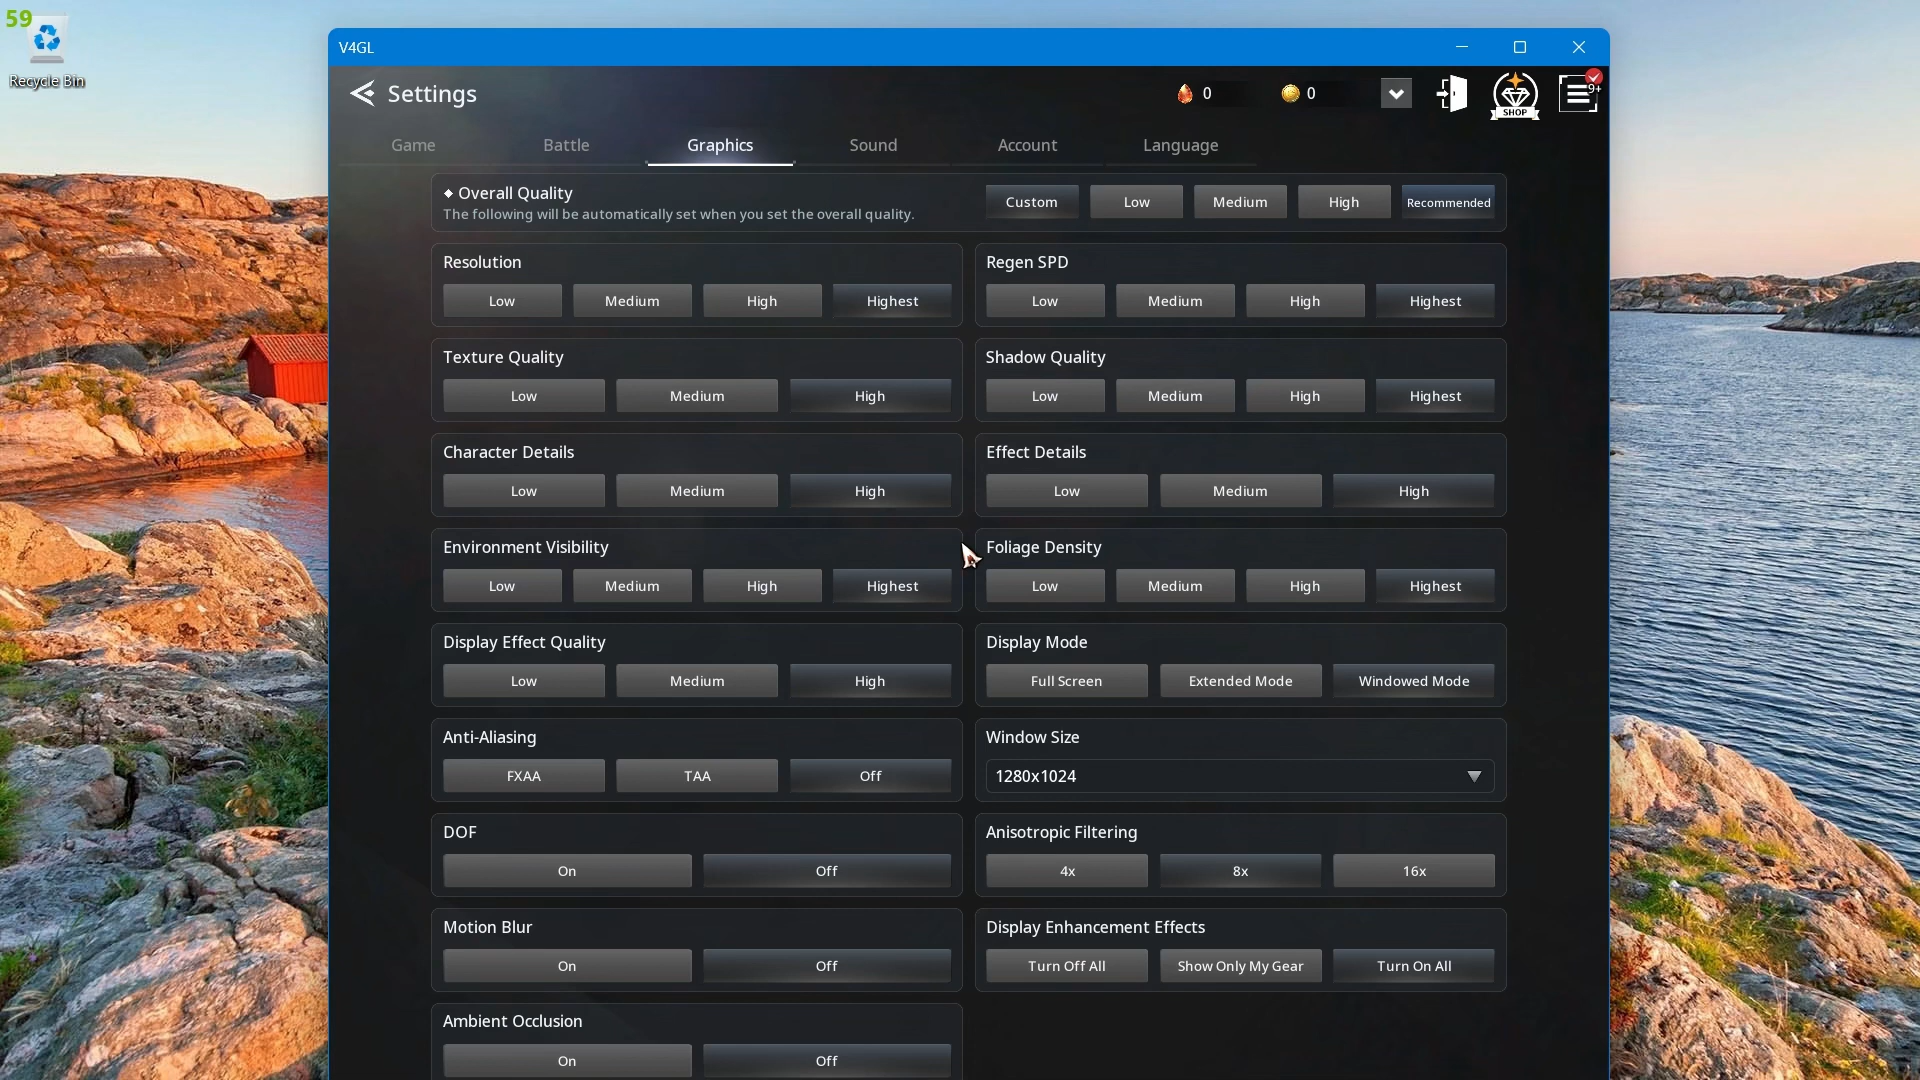 59
Recycle Bin
V4GL
Settings
0
0
SHOP
9+
Game
Battle
Graphics
Sound
Account
Language
Overall Quality
The following will be automatically set when you set the overall quality.
Custom
Low
Medium
High
Recommended
Resolution
Low
Medium
High
Highest
Regen SPD
Low
Medium
High
Highest
Texture Quality
Low
Medium
High
Shadow Quality
Low
Medium
High
Highest
Character Details
Low
Medium
High
Effect Details
Low
Medium
High
Environment Visibility
Low
Medium
High
Highest
Foliage Density
Low
Medium
High
Highest
Display Effect Quality
Low
Medium
High
Display Mode
Full Screen
Extended Mode
Windowed Mode
Anti-Aliasing
FXAA
TAA
Off
Window Size
1280x1024
DOF
On
Off
Anisotropic Filtering
4x
8x
16x
Motion Blur
On
Off
Display Enhancement Effects
Turn Off All
Show Only My Gear
Turn On All
Ambient Occlusion
On
Off